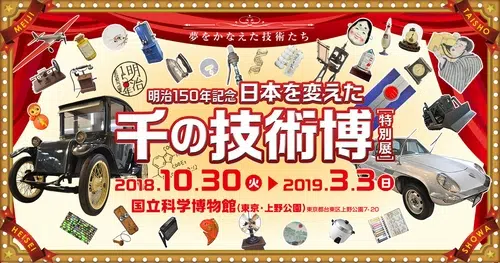 MEIJI
TAISHO
夢をかなえた技術たち
明治150年記念 日本を変えた
千の技術博 特別展
2018.10.30火▶2019.3.3日
国立科学博物館(東京・上野公園)東京都台東区上野公園7-20
HEISEI
SHOWA